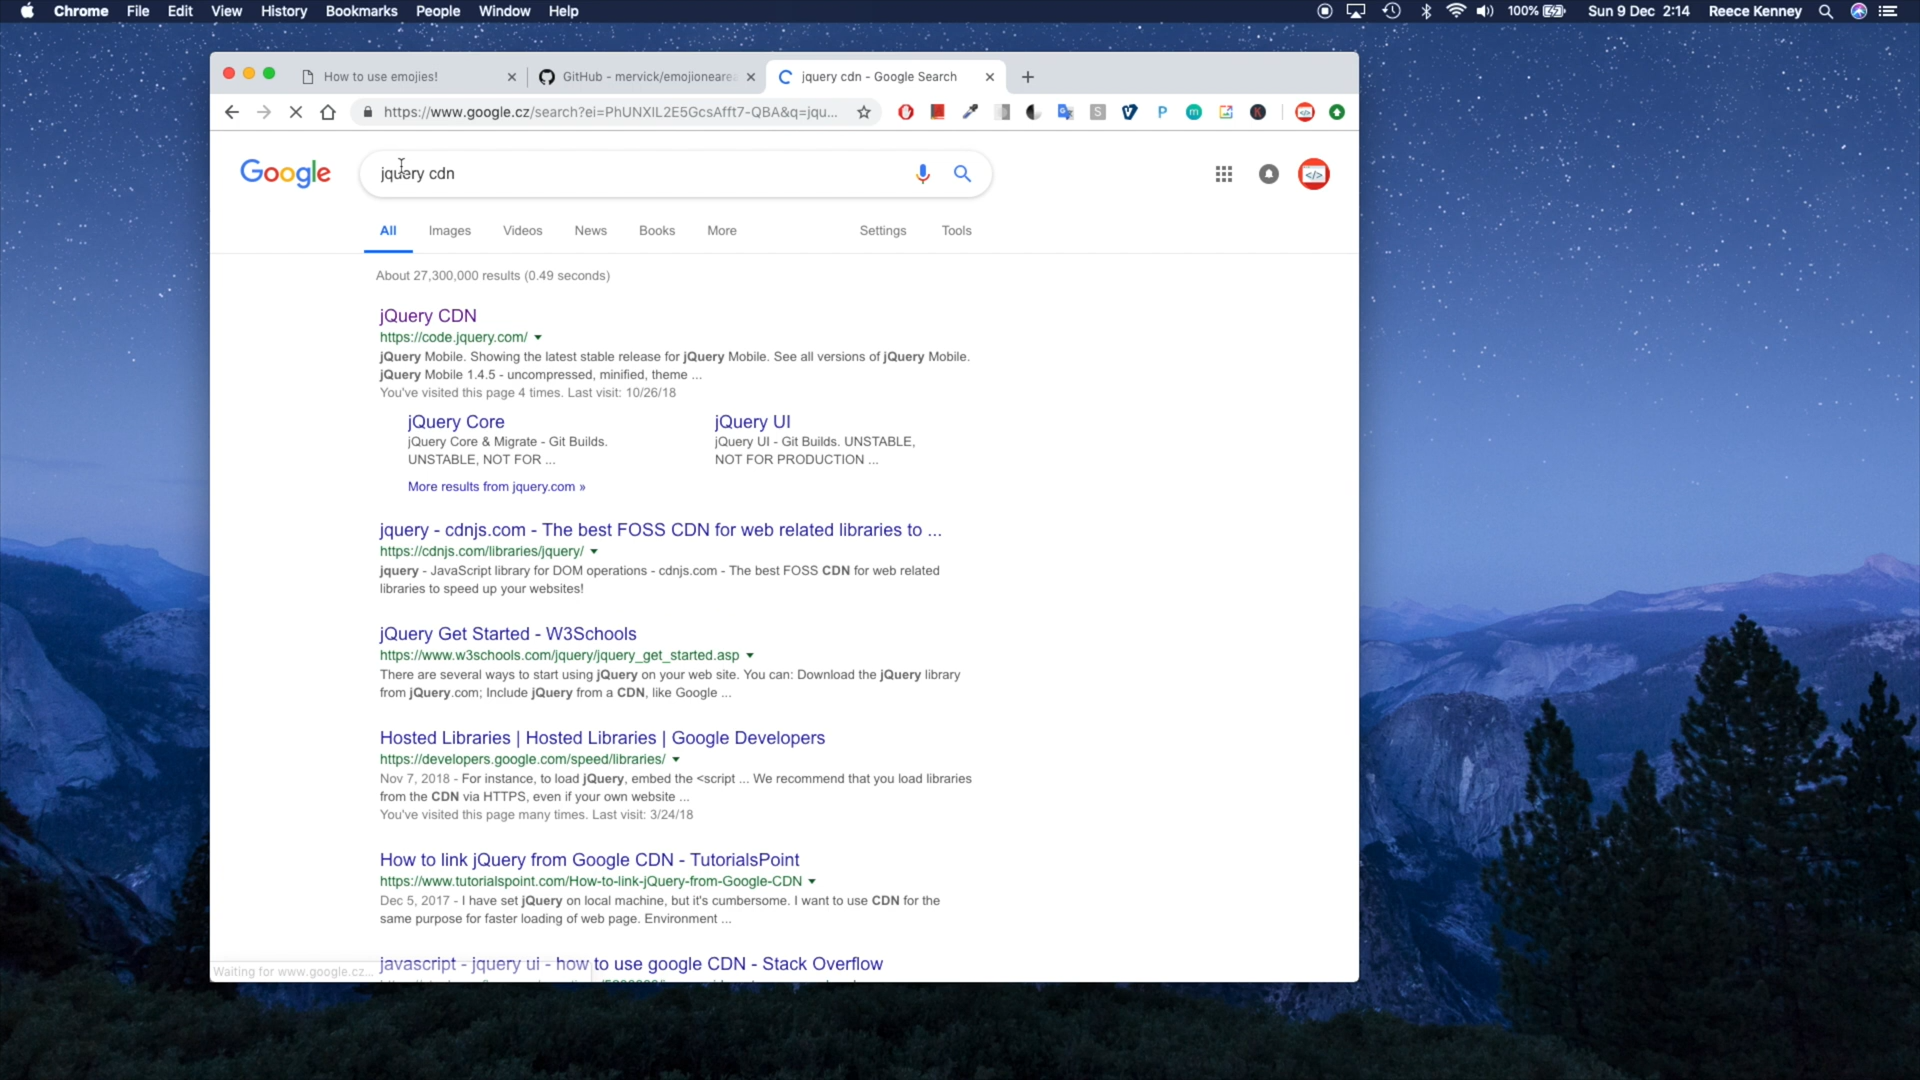 Chrome File Edit View History Bookmarks People Window Help
100% Sun 9 Dec 2:14 Reece Kenney
How to use emojies!
GitHub - mervick/emojionearea
jquery cdn - Google Search
https://www.google.cz/search?ei=PhUNXIL2E5GcsAfft7-QBA&q=jqu...
Google
jquery cdn
All Images Videos News Books More Settings Tools
About 27,300,000 results (0.49 seconds)
jQuery CDN
https://code.jquery.com/
jQuery Mobile. Showing the latest stable release for jQuery Mobile. See all versions of jQuery Mobile.
jQuery Mobile 1.4.5 - uncompressed, minified, theme ...
You've visited this page 4 times. Last visit: 10/26/18
jQuery Core
jQuery Core & Migrate - Git Builds.
UNSTABLE, NOT FOR ...
jQuery UI
jQuery UI - Git Builds. UNSTABLE,
NOT FOR PRODUCTION ...
More results from jquery.com »
jquery - cdnjs.com - The best FOSS CDN for web related libraries to ...
https://cdnjs.com/libraries/jquery/
jquery - JavaScript library for DOM operations - cdnjs.com - The best FOSS CDN for web related
libraries to speed up your websites!
jQuery Get Started - W3Schools
https://www.w3schools.com/jquery/jquery_get_started.asp
There are several ways to start using jQuery on your web site. You can: Download the jQuery library
from jQuery.com; Include jQuery from a CDN, like Google ...
Hosted Libraries | Hosted Libraries | Google Developers
https://developers.google.com/speed/libraries/
Nov 7, 2018 - For instance, to load jQuery, embed the <script ... We recommend that you load libraries
from the CDN via HTTPS, even if your own website ...
You've visited this page many times. Last visit: 3/24/18
How to link jQuery from Google CDN - TutorialsPoint
https://www.tutorialspoint.com/How-to-link-jQuery-from-Google-CDN
Dec 5, 2017 - I have set jQuery on local machine, but it's cumbersome. I want to use CDN for the
same purpose for faster loading of web page. Environment ...
javascript - jquery ui - how to use google CDN - Stack Overflow
Waiting for www.google.cz...